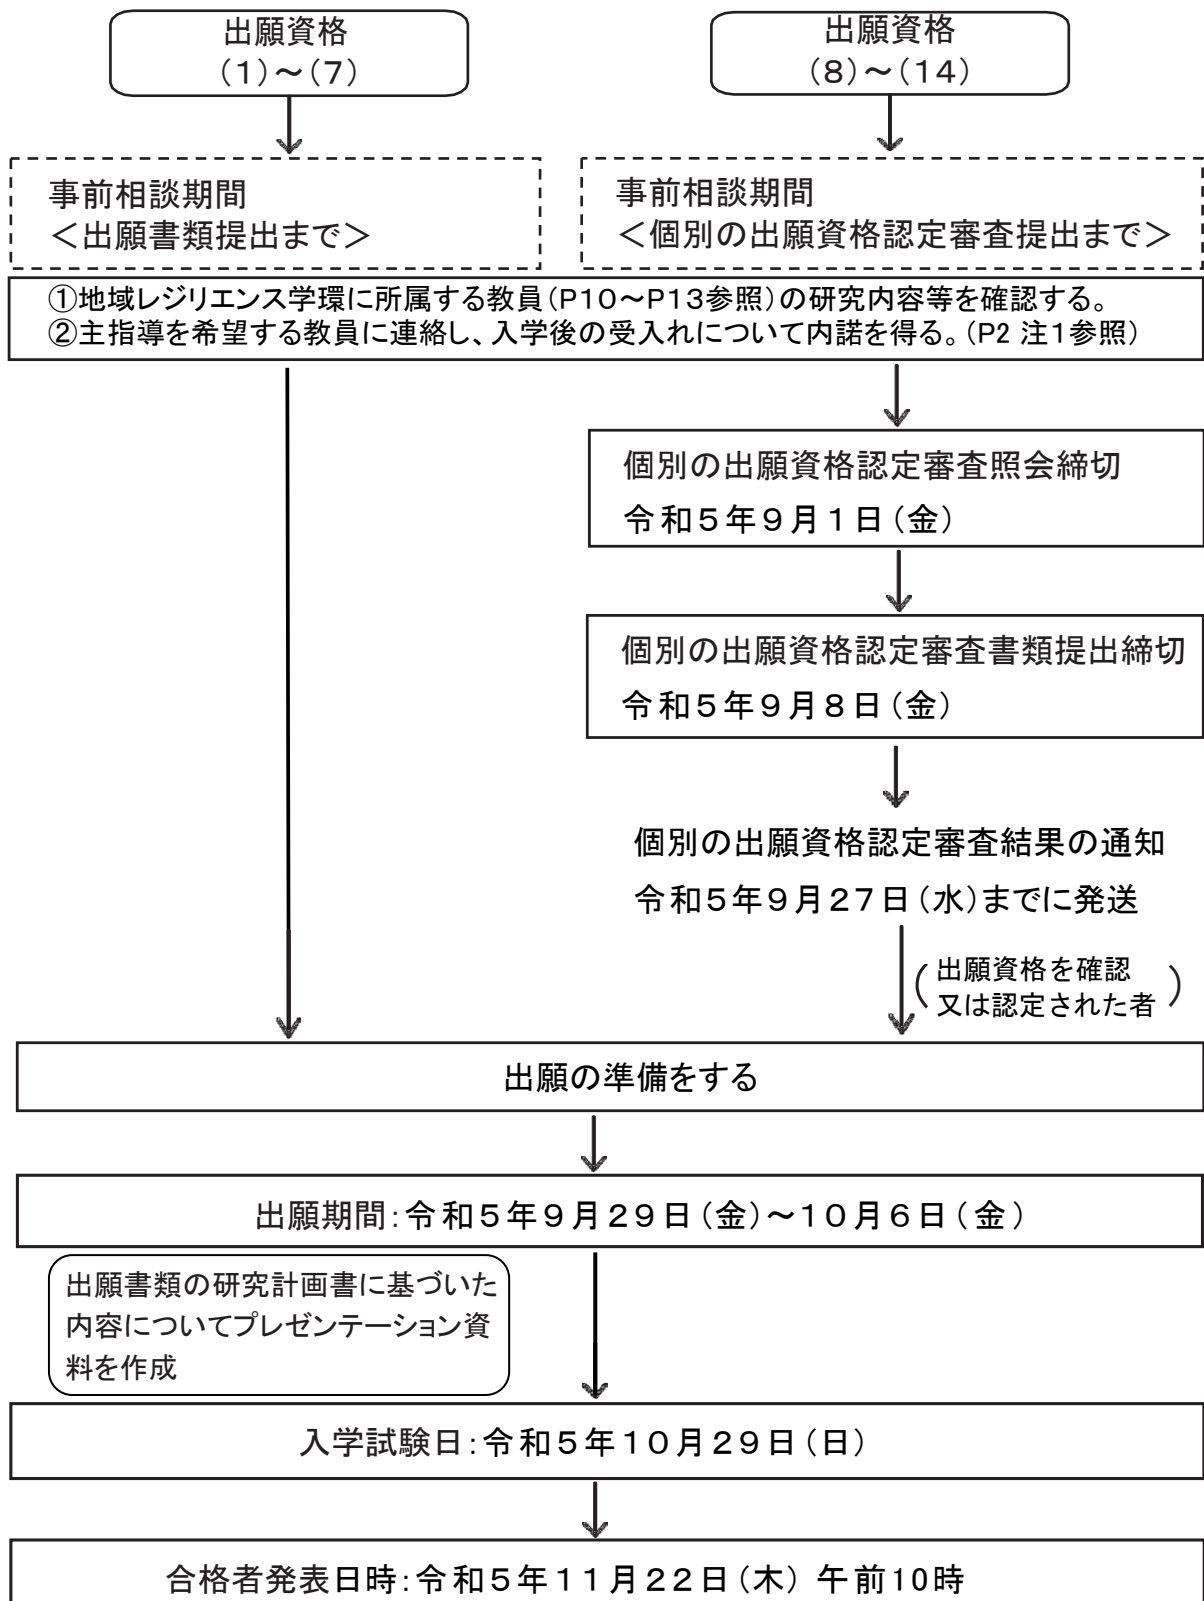 出願資格
(1)～(7)
出願資格
(8)～(14)
事前相談期間
＜出願書類提出まで＞
事前相談期間
＜個別の出願資格認定審査提出まで＞
①地域レジリエンス学環に所属する教員(P10～P13参照)の研究内容等を確認する。
②主指導を希望する教員に連絡し、入学後の受入れについて内諾を得る。(P2 注1参照)
個別の出願資格認定審査照会締切
令和５年９月１日(金)
個別の出願資格認定審査書類提出締切
令和５年９月８日(金)
個別の出願資格認定審査結果の通知
令和５年９月２７日(水)までに発送
(出願資格を確認
又は認定された者)
出願の準備をする
出願期間:令和５年９月２９日(金)～１０月６日(金)
出願書類の研究計画書に基づいた
内容についてプレゼンテーション資
料を作成
入学試験日:令和５年１０月２９日(日)
合格者発表日時:令和５年１１月２２日(木) 午前１０時